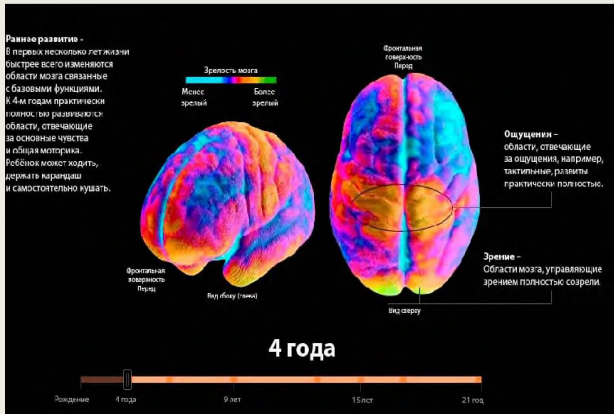 Раннее развитие –
В первых несколько лет жизни
быстрее всего изменяются
области мозга связанные
с базовыми функциями.
К 4-м годам практически
полностью развиваются
области, отвечающие
за основные чувства
и общая моторика.
Ребёнок может ходить,
держать карандаш
и самостоятельно кушать.
Зрелость мозга
Менее
зрелый
Более
зрелый
Фронтальная
поверхность
Перед
Вид сбоку (слева)
Фронтальная
поверхность
Перед
Вид сверху
Ощущения –
области, отвечающие
за ощущения, например,
тактильные, развиты
практически полностью.
Зрение –
Области мозга, управляющие
зрением полностью созрели.
4 года
Рождение
4 года
9 лет
15 лет
21 год